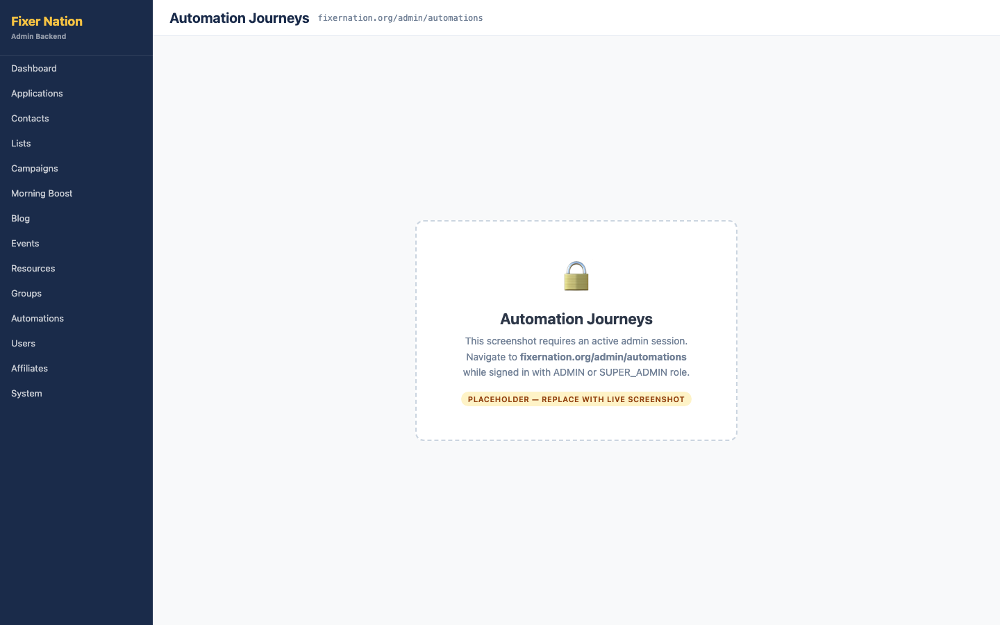 Fixer Nation
Admin Backend
Dashboard
Applications
Contacts
Lists
Campaigns
Morning Boost
Blog
Events
Resources
Groups
Automations
Users
Affiliates
System
Automation Journeys fixernation.org/admin/automations
Automation Journeys
This screenshot requires an active admin session.
Navigate to fixernation.org/admin/automations
while signed in with ADMIN or SUPER_ADMIN role.
PLACEHOLDER — REPLACE WITH LIVE SCREENSHOT